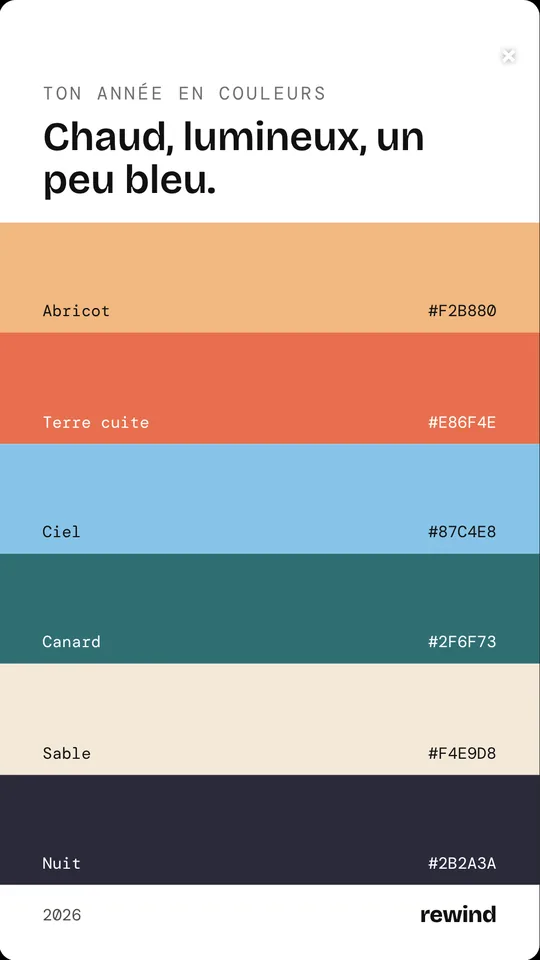 TON ANNÉE EN COULEURS
Chaud, lumineux, un
peu bleu.
Abricot #F2B880
Terre cuite #E86F4E
Ciel #87C4E8
Canard #2F6F73
Sable #F4E9D8
Nuit #2B2A3A
2026 rewind